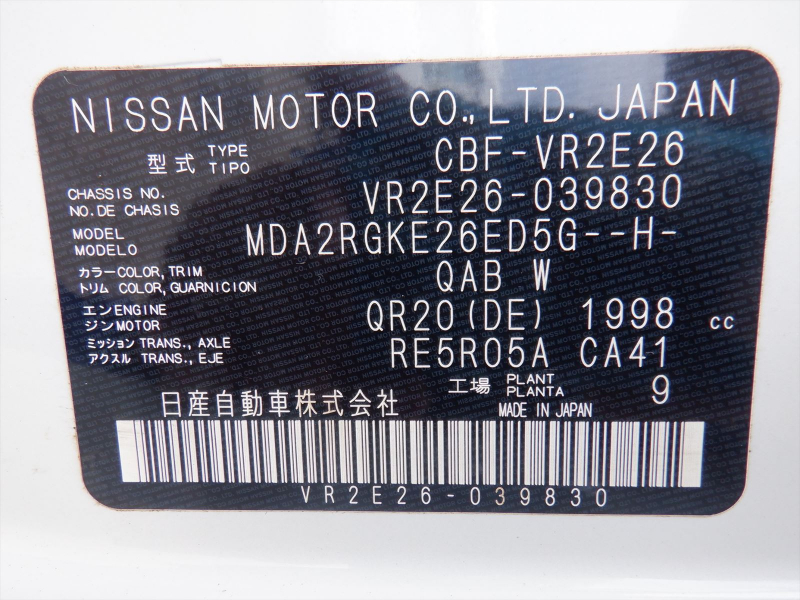 NISSAN MOTOR CO.,LTD. JAPAN
型式 TYPE TIPO CBF-VR2E26
CHASSIS NO. NO.DE CHASIS VR2E26-039830
MODEL MODELO MDA2RGKE26ED5G--H-
カラー COLOR, TRIM トリム COLOR, GUARNICION QAB W
エンジン ENGINE MOTOR QR20(DE) 1998 cc
ミッション アクスル TRANS., AXLE TRANS., EJE RE5R05A CA41
工場 PLANT PLANTA 9
日産自動車株式会社 MADE IN JAPAN
VR2E26-039830